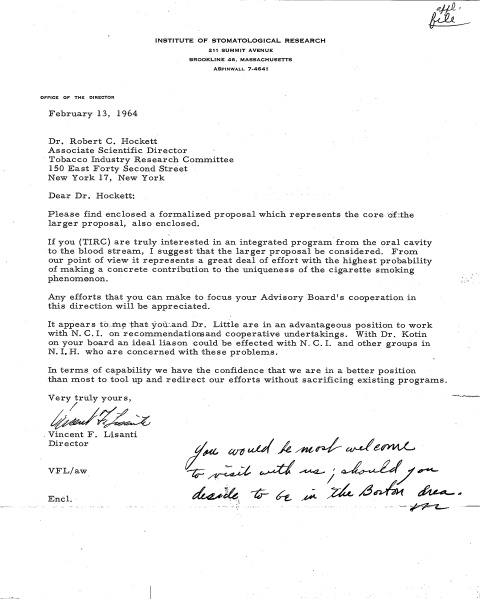 appl.
file
INSTITUTE OF STOMATOLOGICAL RESEARCH
211 SUMMIT AVENUE
BROOKLINE 46, MASSACHUSETTS
ASPINWALL 7-4641
OFFICE OF THE DIRECTOR
February 13, 1964
Dr. Robert C. Hockett
Associate Scientific Director
Tobacco Industry Research Committee
150 East Forty Second Street
New York 17, New York
Dear Dr. Hockett:
Please find enclosed a formalized proposal which represents the core of the
larger proposal, also enclosed.
If you (TIRC) are truly interested in an integrated program from the oral cavity
to the blood stream, I suggest that the larger proposal be considered. From
our point of view it represents a great deal of effort with the highest probability
of making a concrete contribution to the uniqueness of the cigarette smoking
phenomenon.
Any efforts that you can make to focus your Advisory Board's cooperation in
this direction will be appreciated.
It appears to me that you and Dr. Little are in an advantageous position to work
with N.C.I. on recommendations and cooperative undertakings. With Dr. Kotin
on your board an ideal liason could be effected with N.C.I. and other groups in
N.I.H. who are concerned with these problems.
In terms of capability we have the confidence that we are in a better position
than most to tool up and redirect our efforts without sacrificing existing programs.
Very truly yours,
Vincent F. Lisanti
Vincent F. Lisanti
Director
VFL/aw
Encl.
You would be most welcome
to visit with us; should you
deside to be in the Boston area.